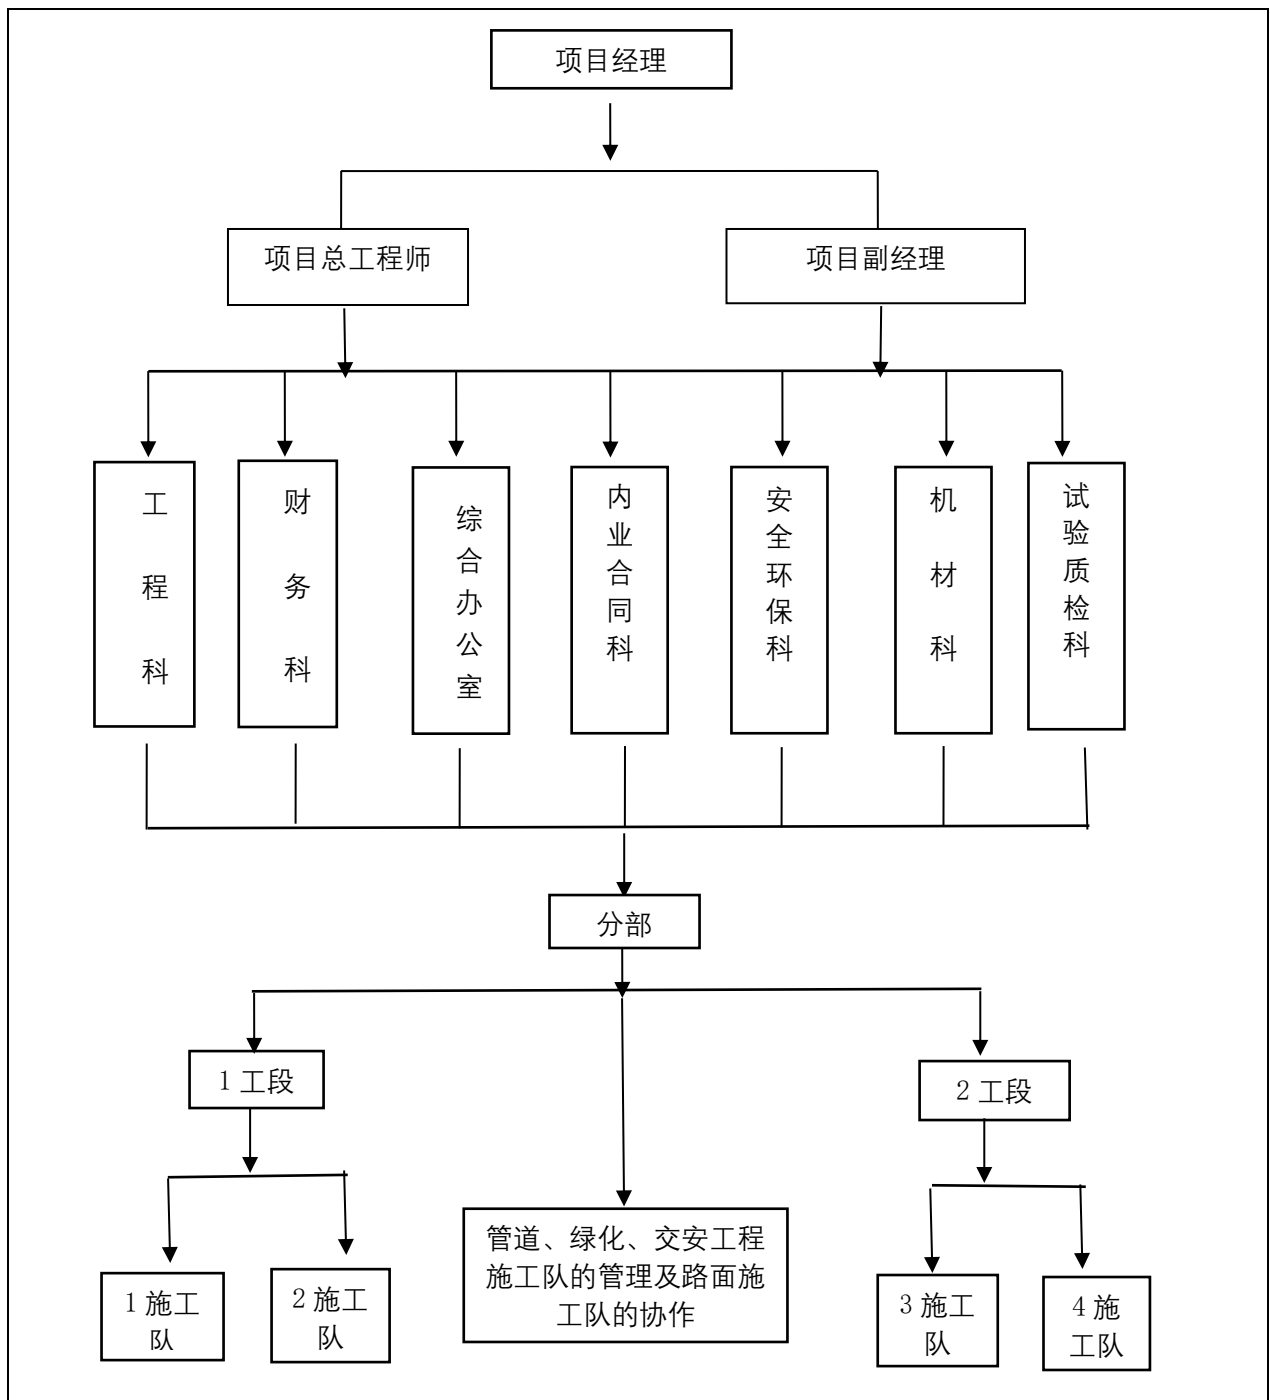 项目经理
项目总工程师
项目副经理
工程科
财务科
综合办公室
内业合同科
安全环保科
机材科
试验质检科
分部
1 工段
2 工段
1 施工
队
2 施工
队
管道、绿化、交安工程
施工队的管理及路面施
工队的协作
3 施工
队
4 施
工队